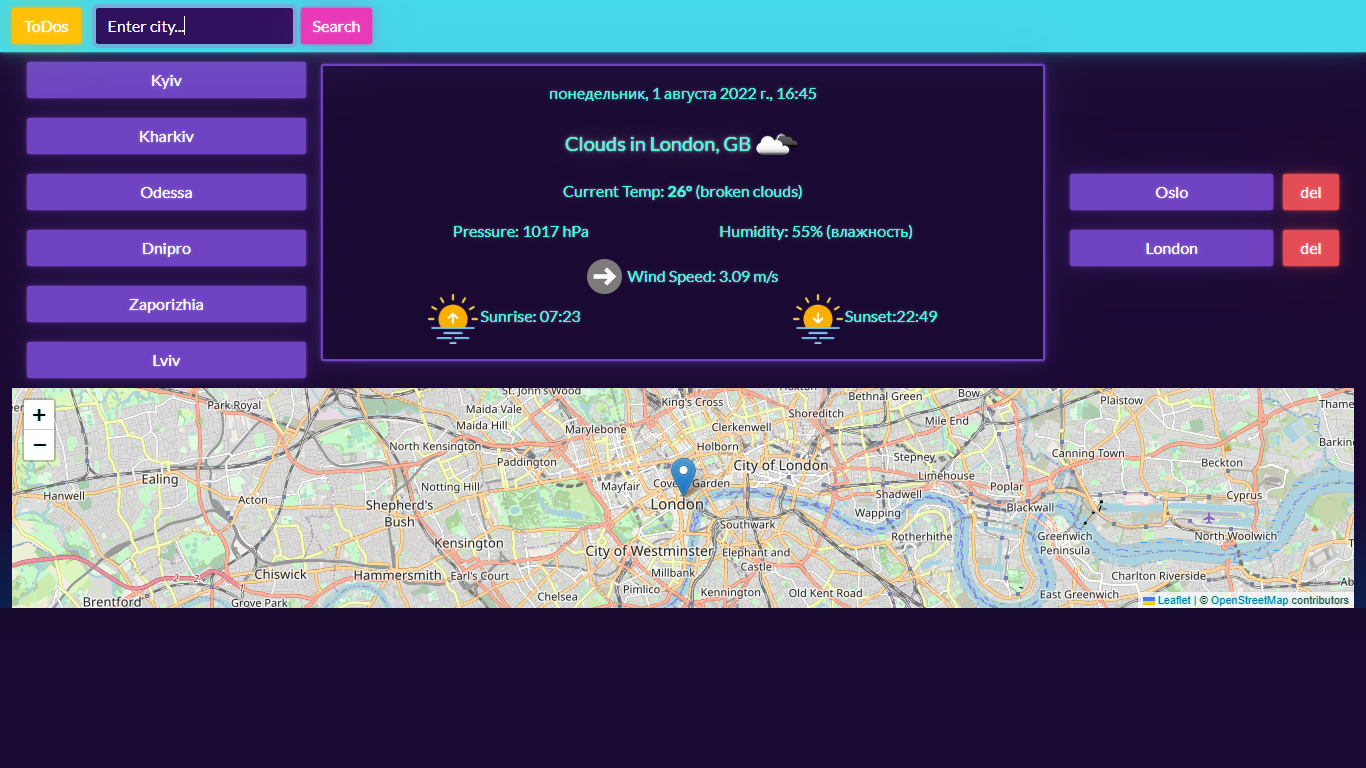 ToDos
Enter city...
Search
Kyiv
Kharkiv
Odessa
Dnipro
Zaporizhia
Lviv
понедельник, 1 августа 2022 г., 16:45
Clouds in London, GB
Current Temp: 26° (broken clouds)
Pressure: 1017 hPa
Humidity: 55% (влажность)
Wind Speed: 3.09 m/s
Sunrise: 07:23
Sunset:22:49
Oslo
del
London
del
+
−
St. John's Wood
King's Cross
Hoxton
Bethnal Green
Bow
Plaistow
Park Royal
Maida Vale
Shoreditch
Maida Hill
Marylebone
Clerkenwell
Mile End
North Kensington
Holborn
Canning Town
Paddington
City of London
Stepney
Beckton
Ealing
Notting Hill
Mayfair
Limehouse
Poplar
Hanwell
Acton
Shadwell
Cyprus
Shepherd's
Bush
London
Wapping
Blackwall
Southwark
Rotherhithe
Greenwich
Peninsula
North Woolwich
Kensington
City of Westminster
Elephant and
Castle
Chiswick
Hammersmith
Earl's Court
Millbank
Charlton Riverside
2
2
1
Pimlico
Kennington
Old Kent Road
East Greenwich
Brentford
Grove Park
Chelsea
Leaflet | © OpenStreetMap contributors